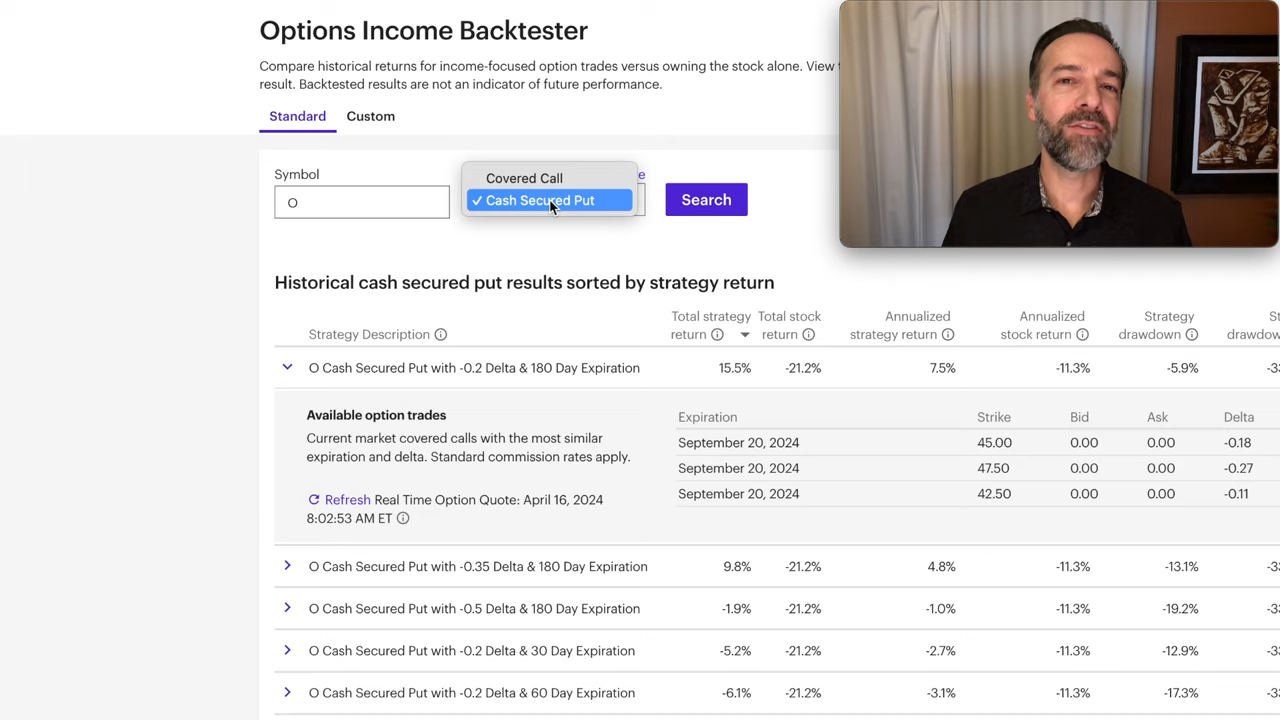 Options Income Backtester
Compare historical returns for income-focused option trades versus owning the stock alone. View
result. Backtested results are not an indicator of future performance.
Standard Custom
Symbol
O
Covered Call
✓ Cash Secured Put
Search
Historical cash secured put results sorted by strategy return
Strategy Description Total strategy return Total stock return Annualized strategy return Annualized stock return Strategy drawdown
O Cash Secured Put with -0.2 Delta & 180 Day Expiration 15.5% -21.2% 7.5% -11.3% -5.9%
Available option trades
Current market covered calls with the most similar
expiration and delta. Standard commission rates apply.
Refresh Real Time Option Quote: April 16, 2024
8:02:53 AM ET
Expiration Strike Bid Ask Delta
September 20, 2024 45.00 0.00 0.00 -0.18
September 20, 2024 47.50 0.00 0.00 -0.27
September 20, 2024 42.50 0.00 0.00 -0.11
O Cash Secured Put with -0.35 Delta & 180 Day Expiration 9.8% -21.2% 4.8% -11.3% -13.1%
O Cash Secured Put with -0.5 Delta & 180 Day Expiration -1.9% -21.2% -1.0% -11.3% -19.2%
O Cash Secured Put with -0.2 Delta & 30 Day Expiration -5.2% -21.2% -2.7% -11.3% -12.9%
O Cash Secured Put with -0.2 Delta & 60 Day Expiration -6.1% -21.2% -3.1% -11.3% -17.3%